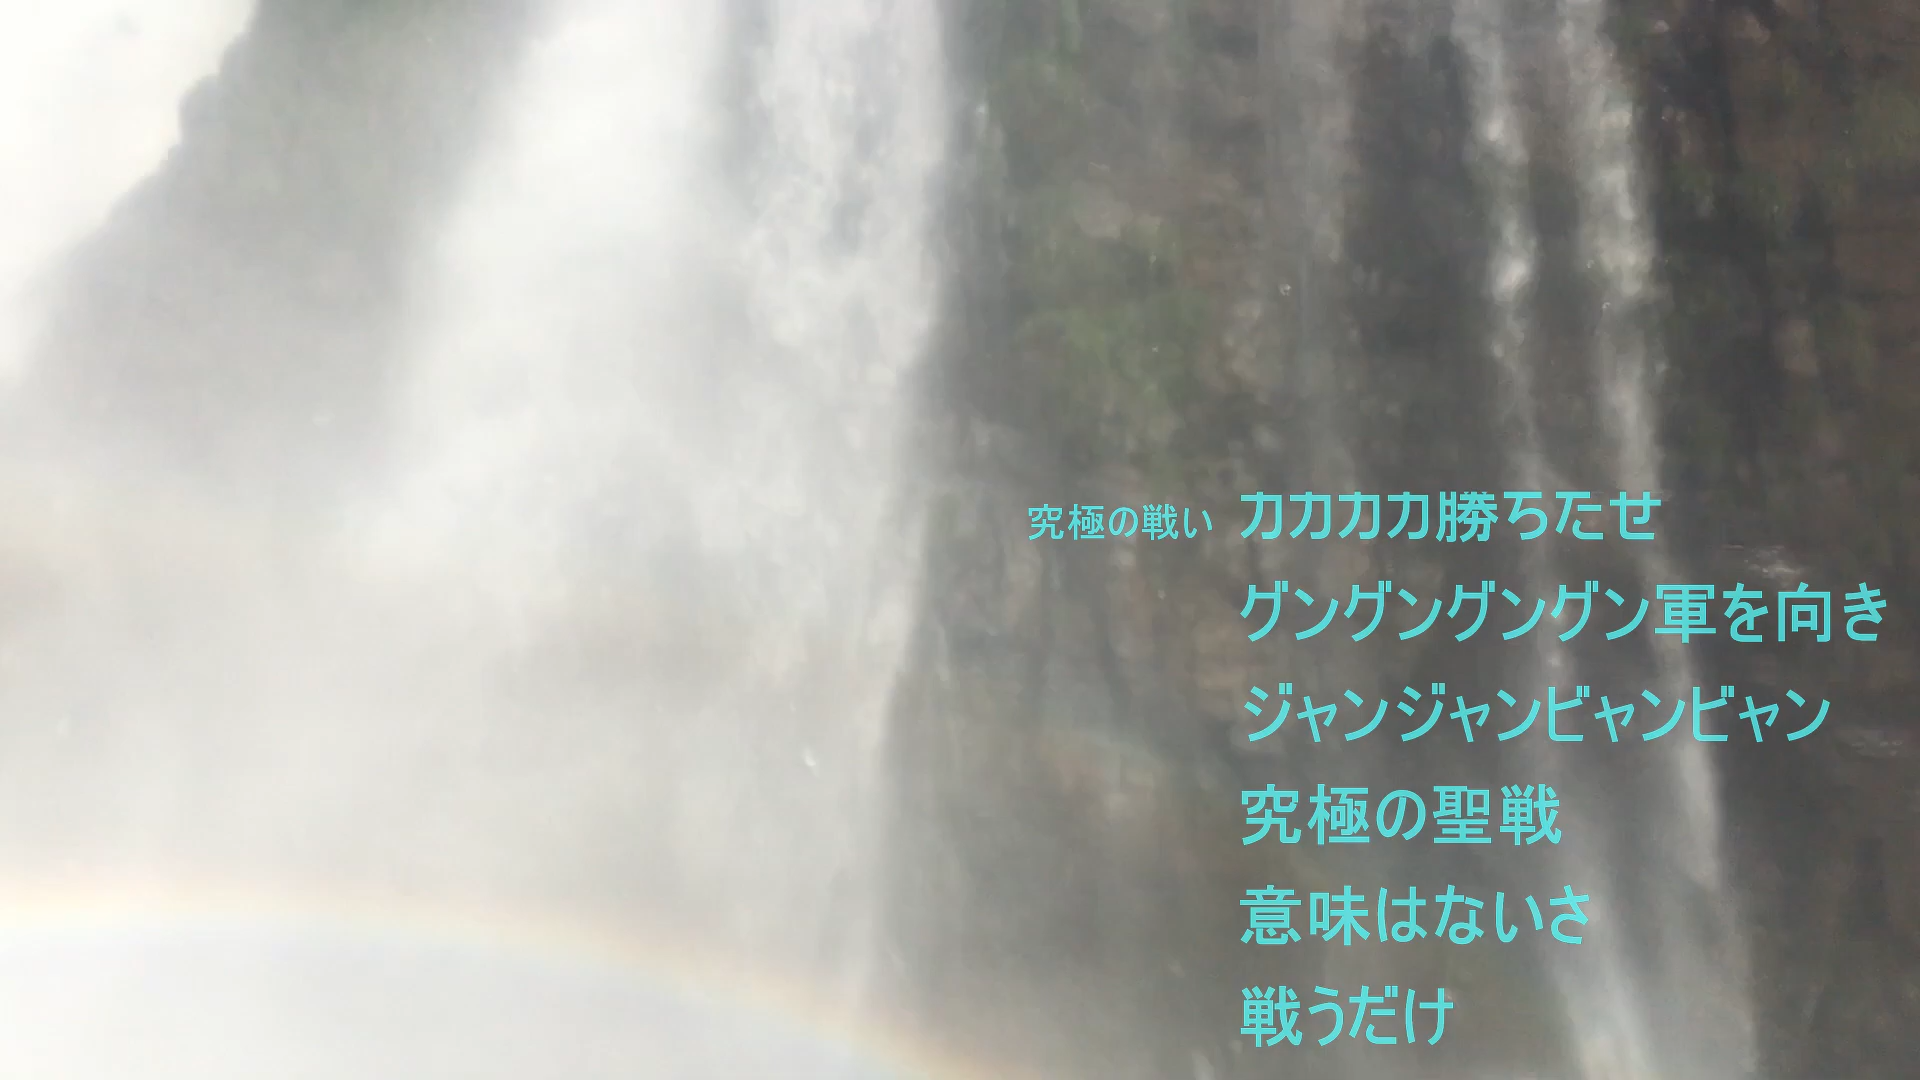 究極の戦い
カカカカ勝ちたせ
グングングングン軍を向き
ジャンジャンビャンビャン
究極の聖戦
意味はないさ
戦うだけ